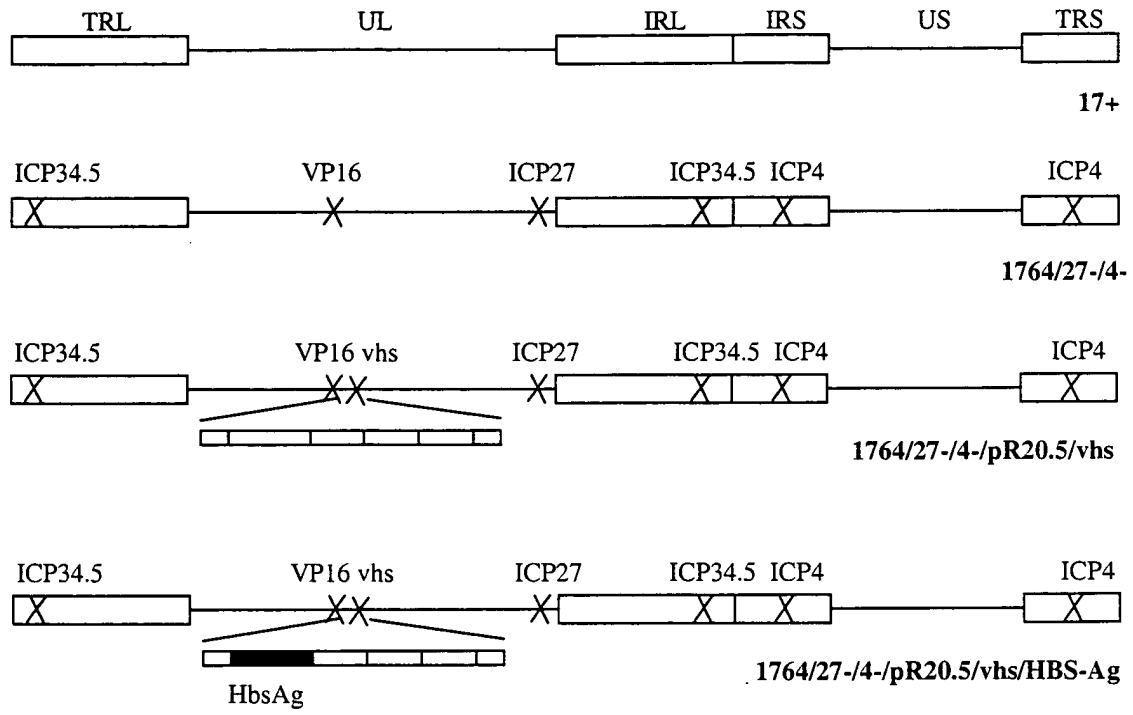 TRL UL IRL IRS US TRS
17+
ICP34.5 VP16 ICP27 ICP34.5 ICP4 ICP4
1764/27-/4-
ICP34.5 VP16 vhs ICP27 ICP34.5 ICP4 ICP4
1764/27-/4-/pR20.5/vhs
ICP34.5 VP16 vhs ICP27 ICP34.5 ICP4 ICP4
HbsAg
1764/27-/4-/pR20.5/vhs/HBS-Ag